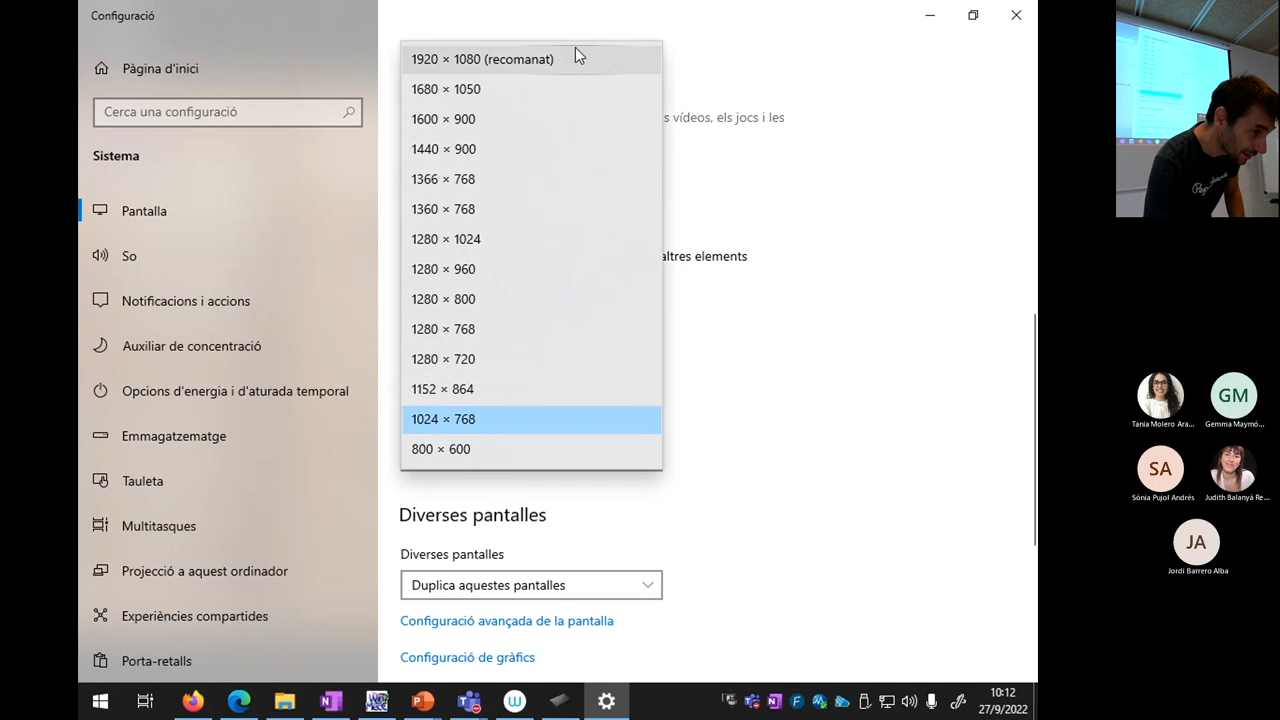 Configuració
Pàgina d'inici
Cerca una configuració
Sistema
Pantalla
So
Notificacions i accions
Auxiliar de concentració
Opcions d'energia i d'aturada temporal
Emmagatzematge
Tauleta
Multitasques
Projecció a aquest ordinador
Experiències compartides
Porta-retalls
1920 × 1080 (recomanat)
1680 × 1050
1600 × 900
1440 × 900
1366 × 768
1360 × 768
1280 × 1024
1280 × 960
1280 × 800
1280 × 768
1280 × 720
1152 × 864
1024 × 768
800 × 600
s vídeos, els jocs i les
altres elements
Diverses pantalles
Diverses pantalles
Duplica aquestes pantalles
Configuració avançada de la pantalla
Configuració de gràfics
10:12
27/9/2022
Tania Molero Ara...
GM
Gemma Maymó...
SA
Sónia Pujol Andrés
Judith Balanyá Re...
JA
Jordi Barrero Alba